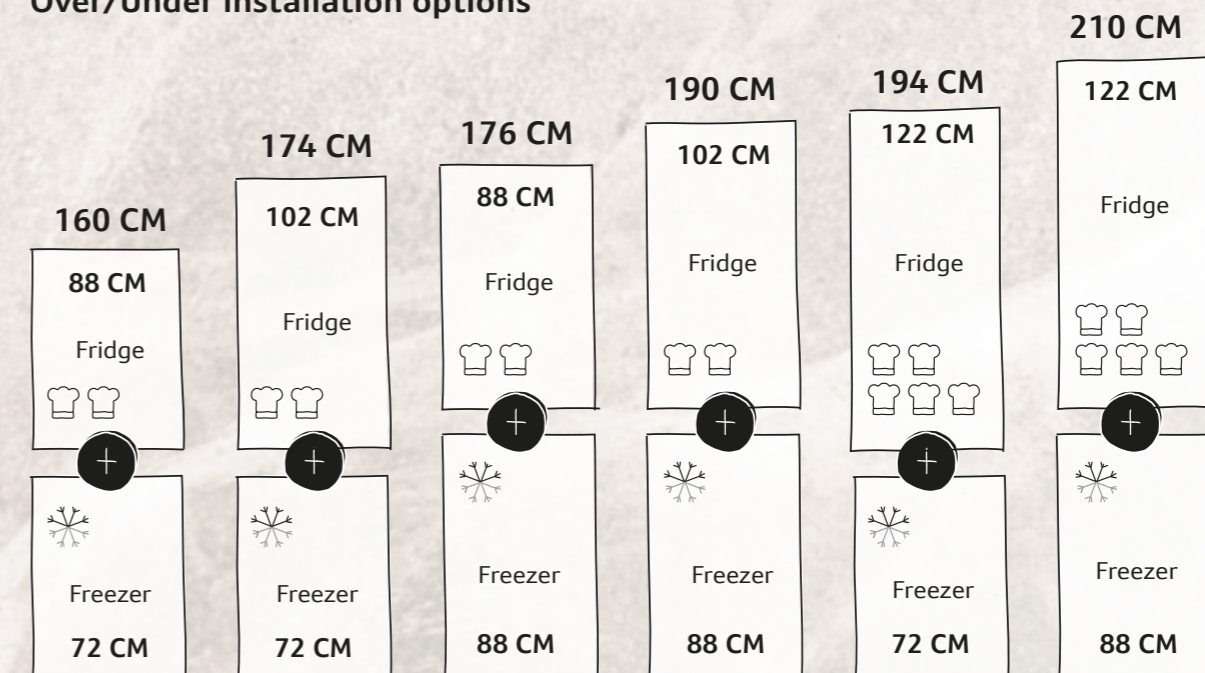 Over/Under installation options
160 CM
88 CM
Fridge
Freezer
72 CM
174 CM
102 CM
Fridge
Freezer
72 CM
176 CM
88 CM
Fridge
Freezer
88 CM
190 CM
102 CM
Fridge
Freezer
88 CM
194 CM
122 CM
Fridge
Freezer
72 CM
210 CM
122 CM
Fridge
Freezer
88 CM